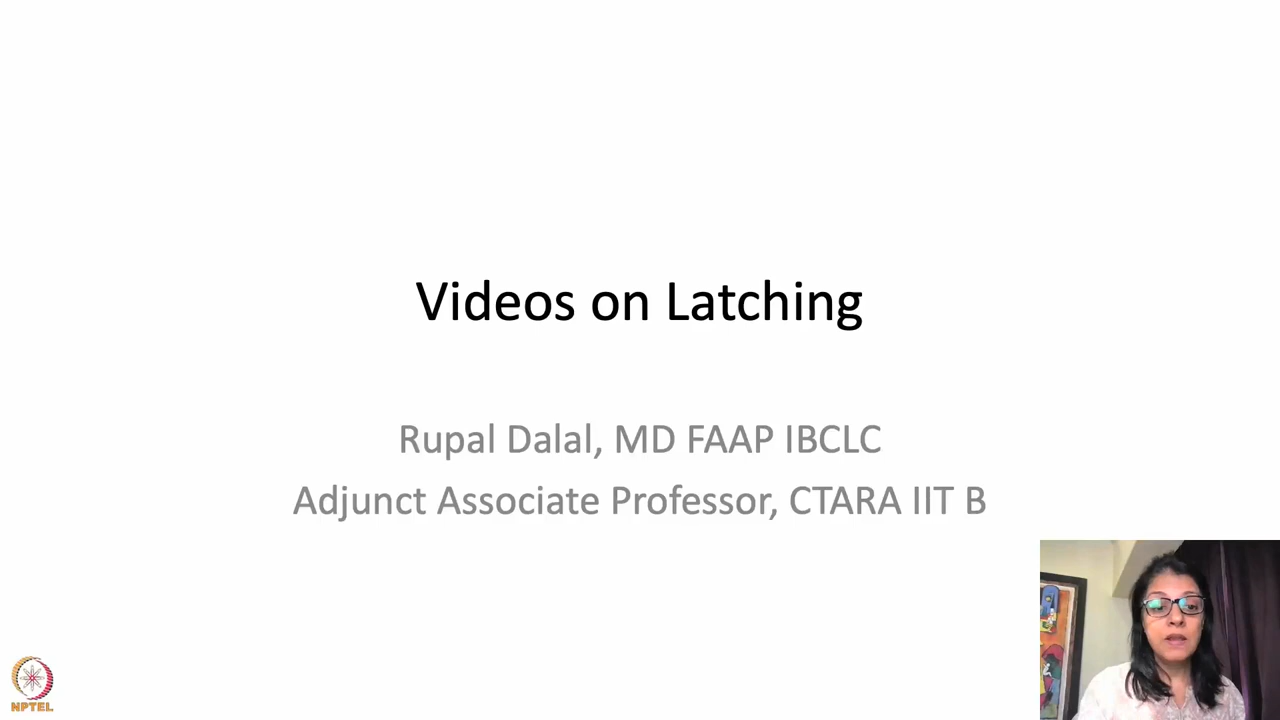 Videos on Latching
Rupal Dalal, MD FAAP IBCLC
Adjunct Associate Professor, CTARA IIT B
NPTEL